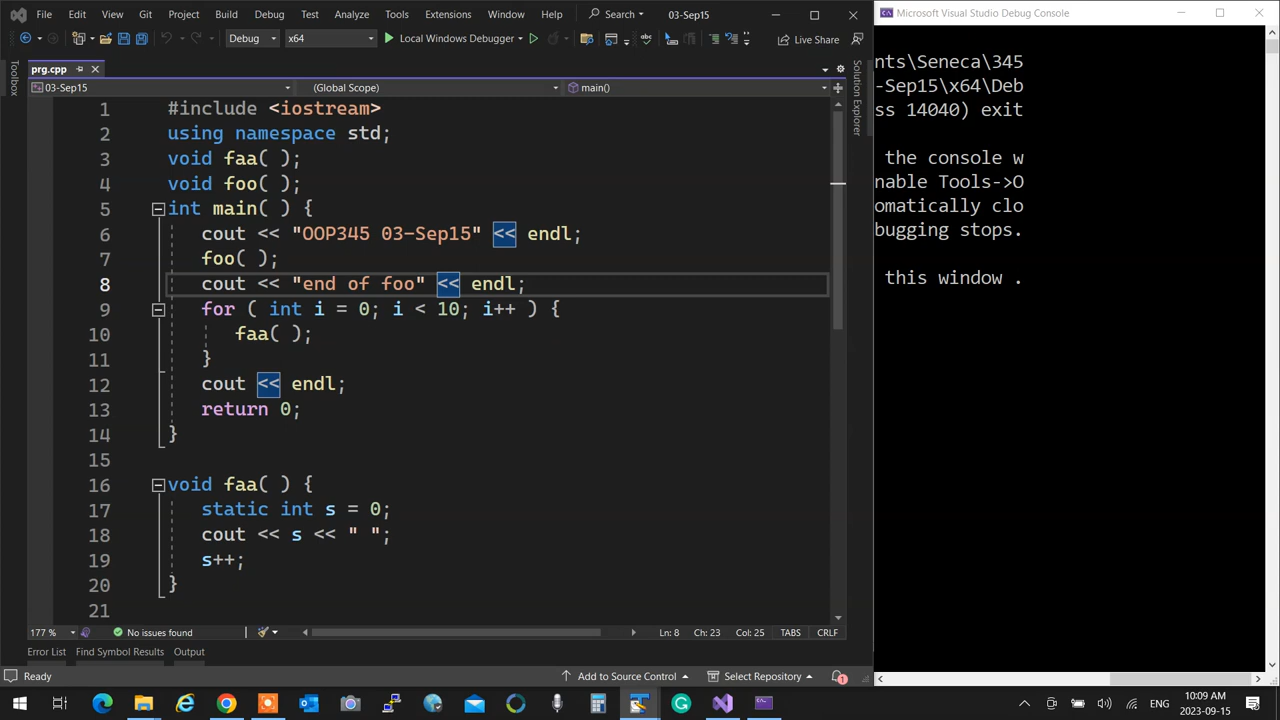 File Edit View Git Project Build Debug Test Analyze Tools Extensions Window Help Search 03-Sep15
Debug x64 Local Windows Debugger Live Share
prg.cpp
03-Sep15 (Global Scope) main()
Toolbox
Solution Explorer
1 #include <iostream>
2 using namespace std;
3 void faa( );
4 void foo( );
5 int main( ) {
6 cout << "OOP345 03-Sep15" << endl;
7 foo( );
8 cout << "end of foo" << endl;
9 for ( int i = 0; i < 10; i++ ) {
10 faa( );
11 }
12 cout << endl;
13 return 0;
14 }
15
16 void faa( ) {
17 static int s = 0;
18 cout << s << " ";
19 s++;
20 }
21
177 % No issues found Ln: 8 Ch: 23 Col: 25 TABS CRLF
Error List Find Symbol Results Output
Ready Add to Source Control Select Repository 1
Microsoft Visual Studio Debug Console
nts\Seneca\345
-Sep15\x64\Deb
ss 14040) exit
the console w
nable Tools->O
omatically clo
bugging stops.
this window .
ENG 10:09 AM
2023-09-15